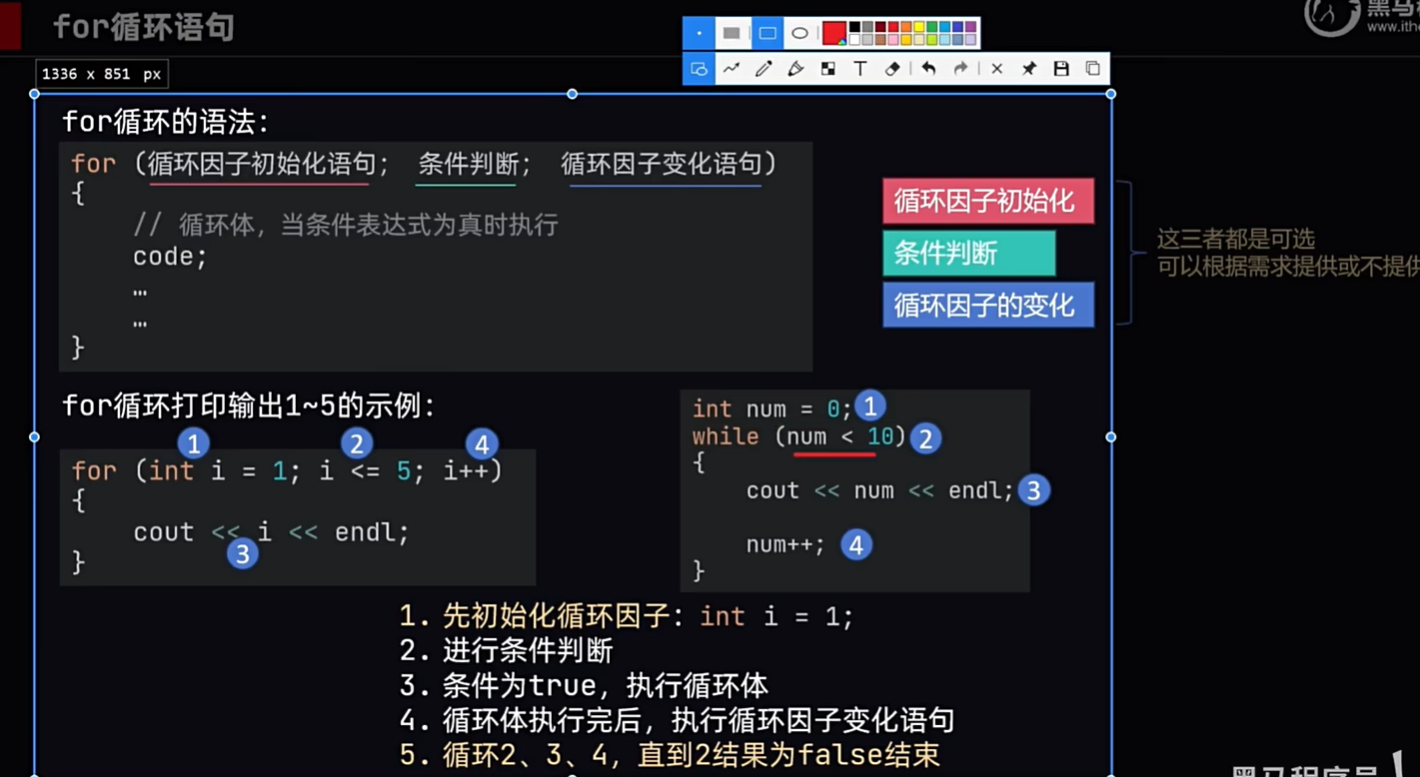 for循环语句
www.ithe
1336 x 851 px
for循环的语法：
for (循环因子初始化语句; 条件判断; 循环因子变化语句)
{
// 循环体，当条件表达式为真时执行
code;
…
…
}
循环因子初始化
条件判断
循环因子的变化
这三者都是可选
可以根据需求提供或不提供
for循环打印输出1~5的示例：
1 2 4
for (int i = 1; i <= 5; i++)
{
cout << i << endl;
3
}
int num = 0; 1
while (num < 10) 2
{
cout << num << endl; 3
num++; 4
}
1. 先初始化循环因子：int i = 1;
2. 进行条件判断
3. 条件为true，执行循环体
4. 循环体执行完后，执行循环因子变化语句
5. 循环2、3、4，直到2结果为false结束